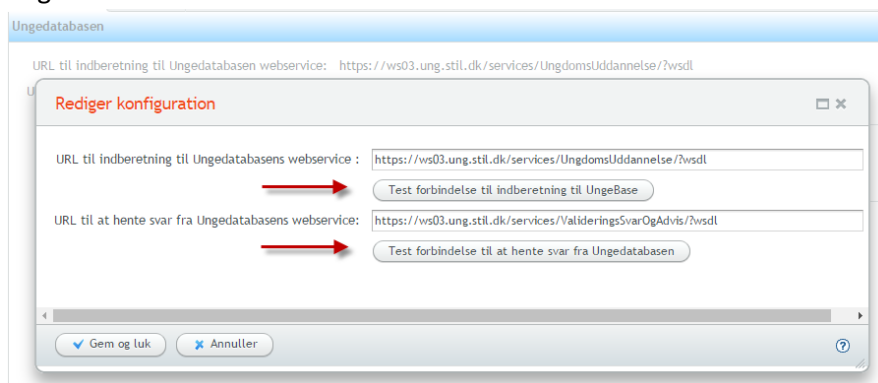 Ungedatabasen
URL til indberetning til Ungedatabasen webservice: https://ws03.ung.stil.dk/services/UngdomsUddannelse/?wsdl
Rediger konfiguration
URL til indberetning til Ungedatabasens webservice : https://ws03.ung.stil.dk/services/UngdomsUddannelse/?wsdl
Test forbindelse til indberetning til UngeBase
URL til at hente svar fra Ungedatabasens webservice: https://ws03.ung.stil.dk/services/ValideringsSvarOgAdvis/?wsdl
Test forbindelse til at hente svar fra Ungedatabasen
Gem og luk Annuller ?